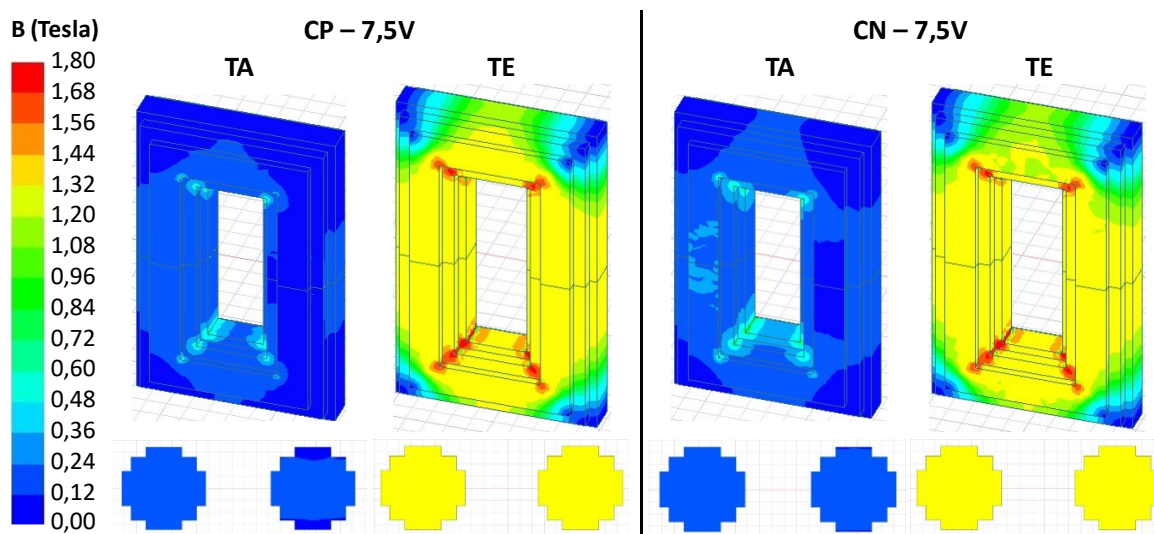 B (Tesla)
CP – 7,5V
CN – 7,5V
TA
TE
TA
TE
1,80
1,68
1,56
1,44
1,32
1,20
1,08
0,96
0,84
0,72
0,60
0,48
0,36
0,24
0,12
0,00